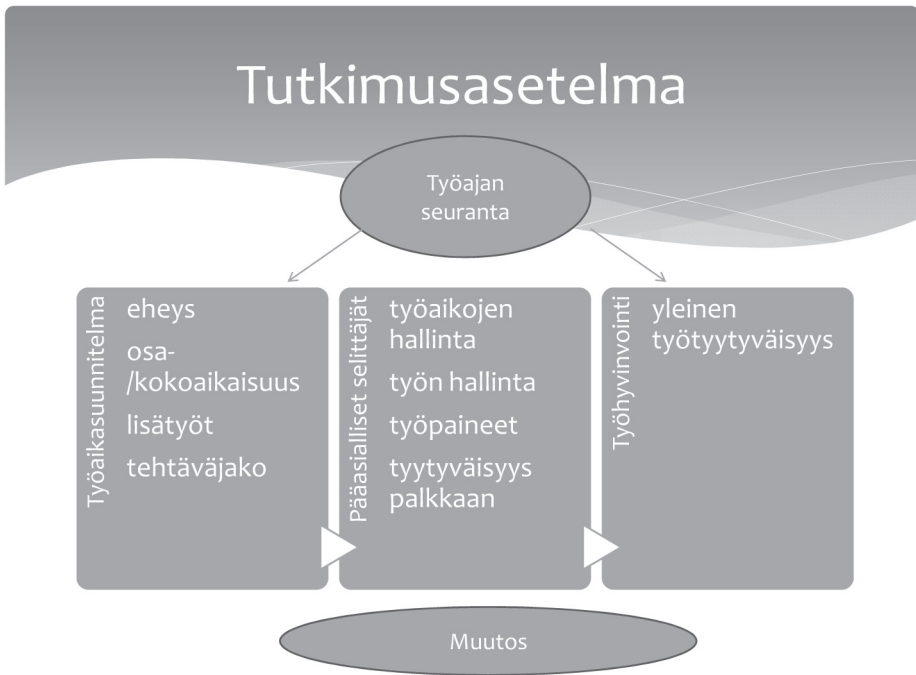 Tutkimusasetelma
Työajan
seuranta
Työaikasuunnitelma
eheys
osa-
/kokoaikaisuus
lisätyöt
tehtäväjako
Pääasialliset selittäjät
työaikojen
hallinta
työn hallinta
työpaineet
tyytyväisyys
palkkaan
Työhyvinvointi
yleinen
työtyytyväisyys
Muutos